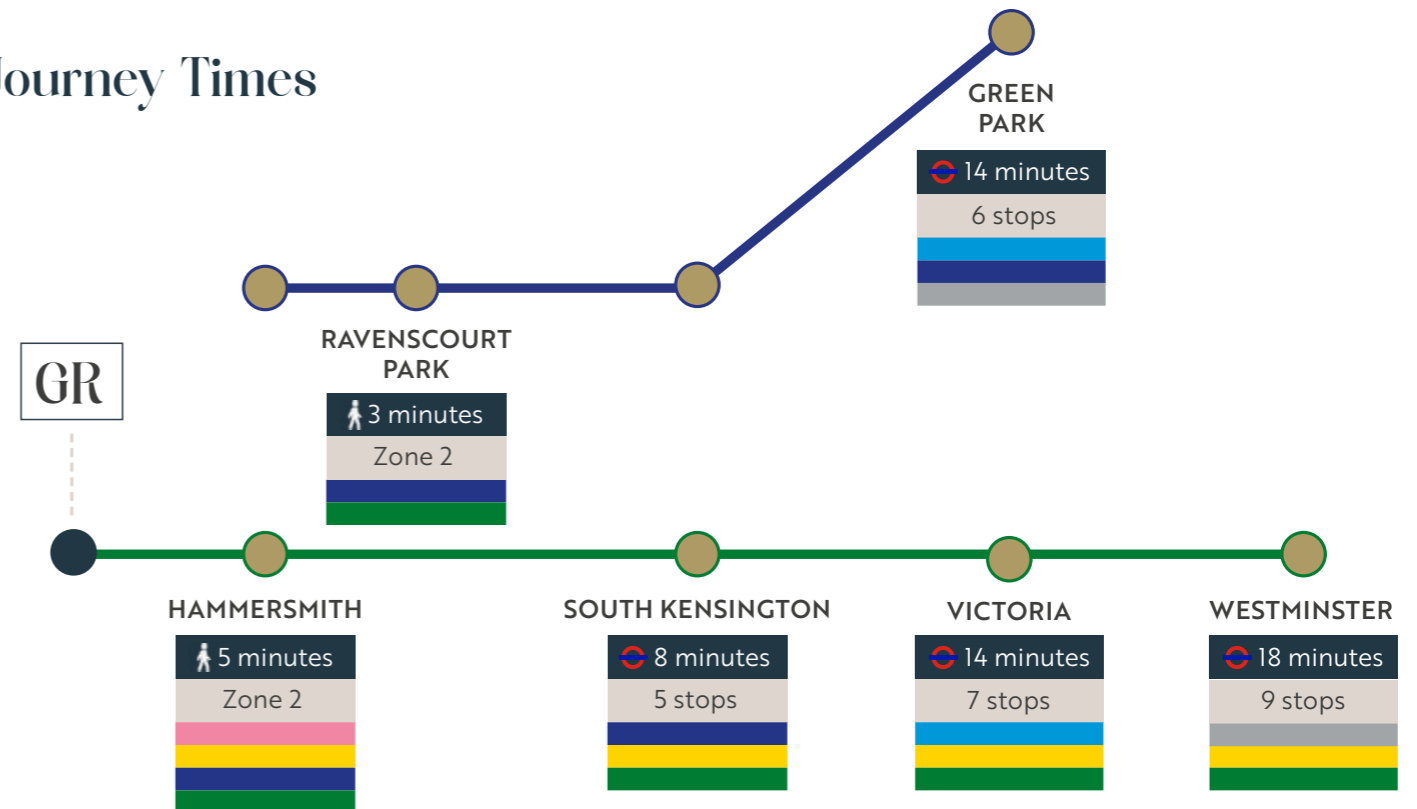 Journey Times
GREEN
PARK
14 minutes
6 stops
RAVENSCOURT
PARK
3 minutes
Zone 2
GR
HAMMERSMITH
5 minutes
Zone 2
SOUTH KENSINGTON
8 minutes
5 stops
VICTORIA
14 minutes
7 stops
WESTMINSTER
18 minutes
9 stops